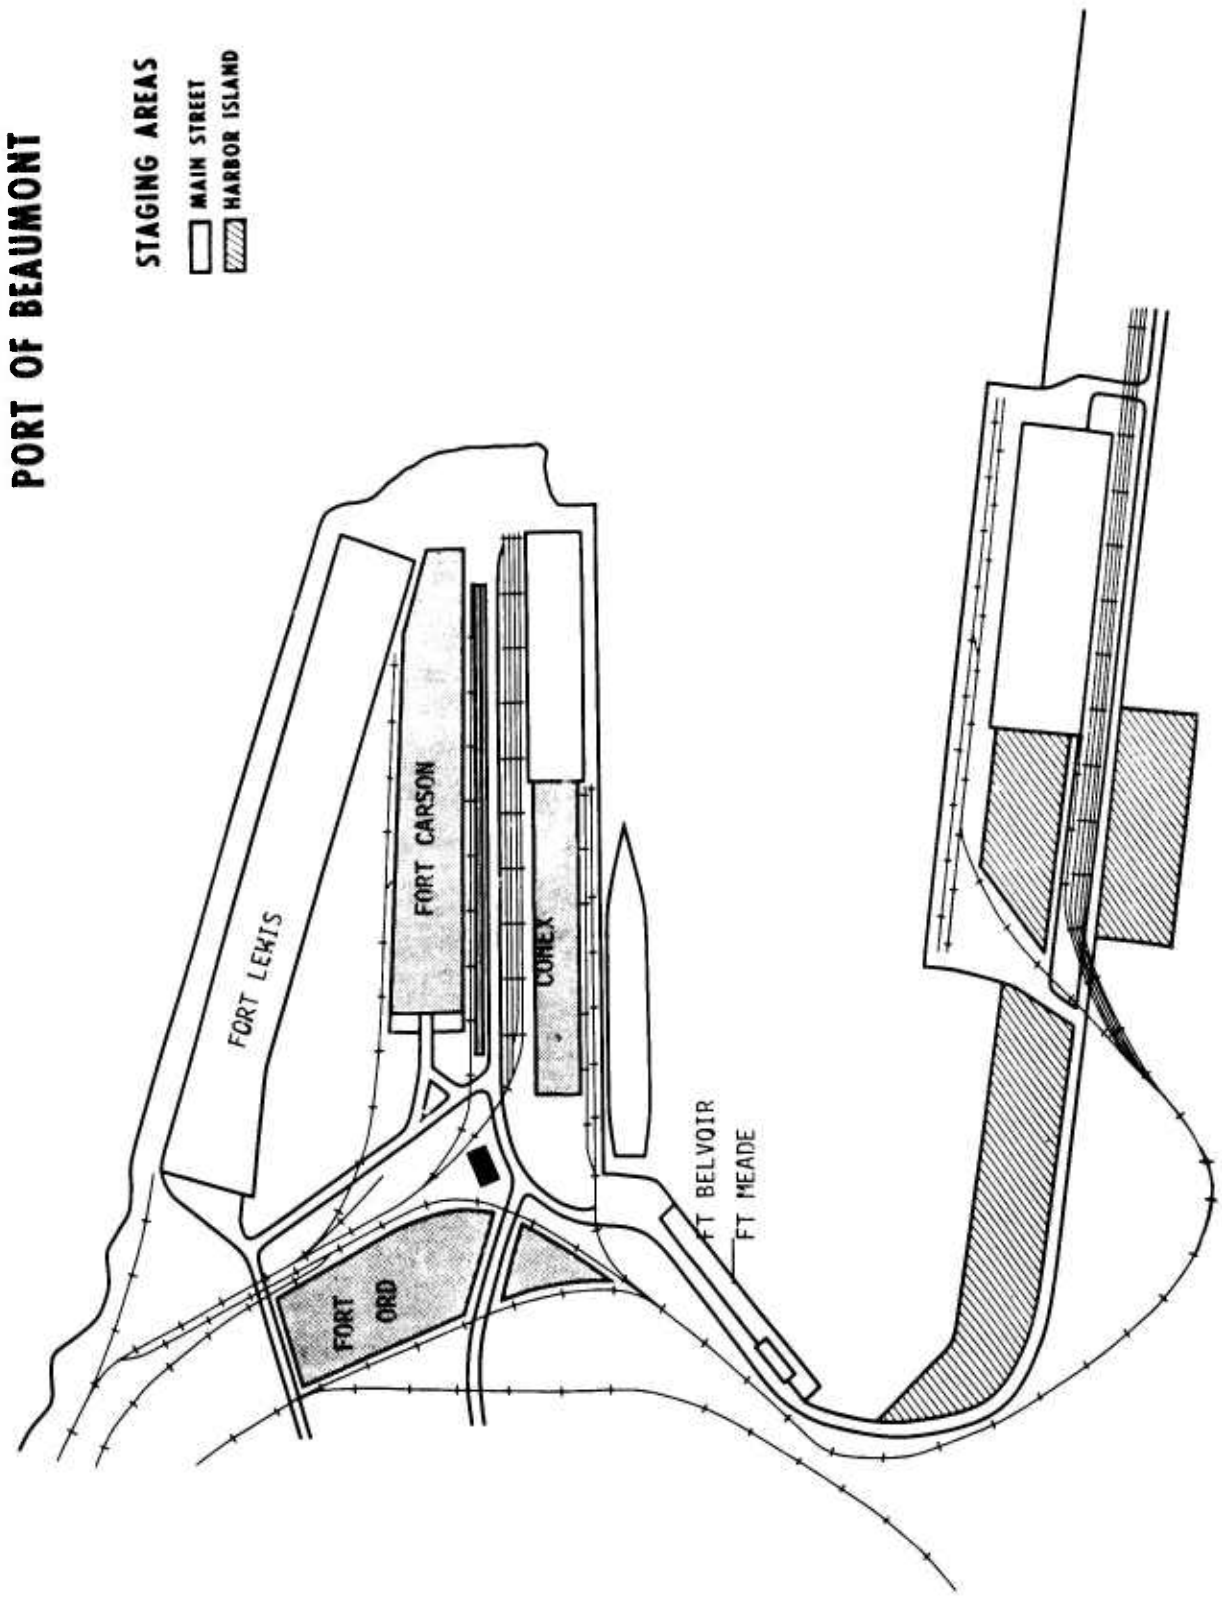 PORT OF BEAUMONT
STAGING AREAS
MAIN STREET
HARBOR ISLAND
FORT LEWIS
FORT CARSON
CONEX
FORT
ORD
FT BELVOIR
FT MEADE